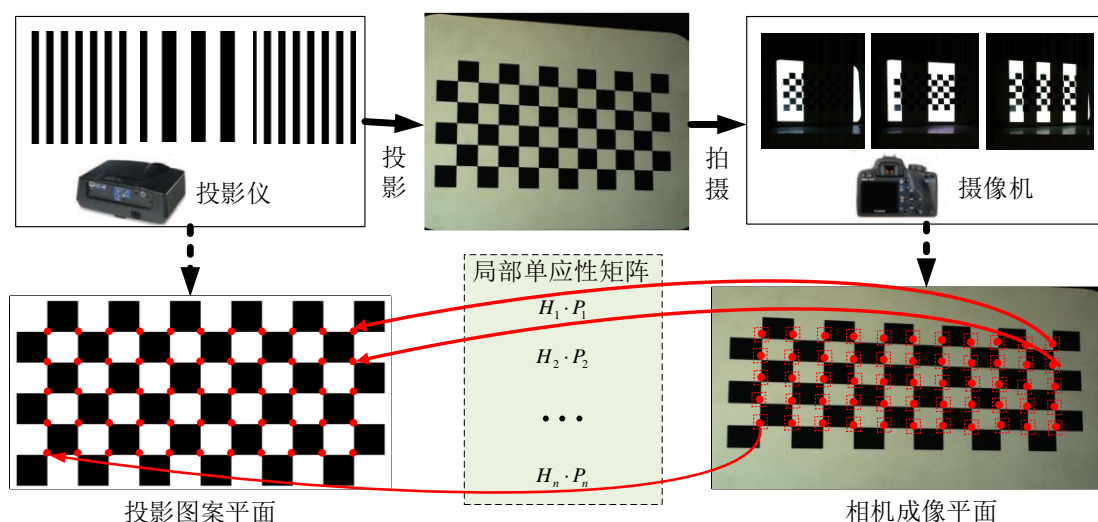 投影仪
投影
拍摄
摄像机
局部单应性矩阵
H₁ · P₁
H₂ · P₂
• • •
Hₙ · Pₙ
投影图案平面
相机成像平面